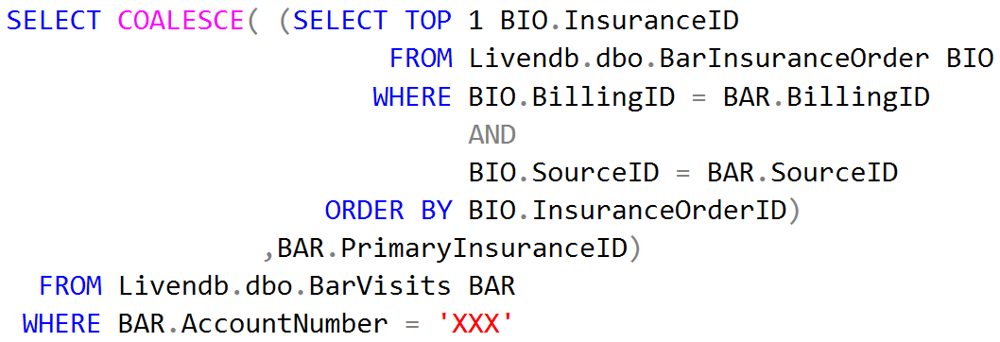 SELECT COALESCE( (SELECT TOP 1 BIO.InsuranceID
FROM Livendb.dbo.BarInsuranceOrder BIO
WHERE BIO.BillingID = BAR.BillingID
AND
BIO.SourceID = BAR.SourceID
ORDER BY BIO.InsuranceOrderID)
,BAR.PrimaryInsuranceID)
FROM Livendb.dbo.BarVisits BAR
WHERE BAR.AccountNumber = 'XXX'